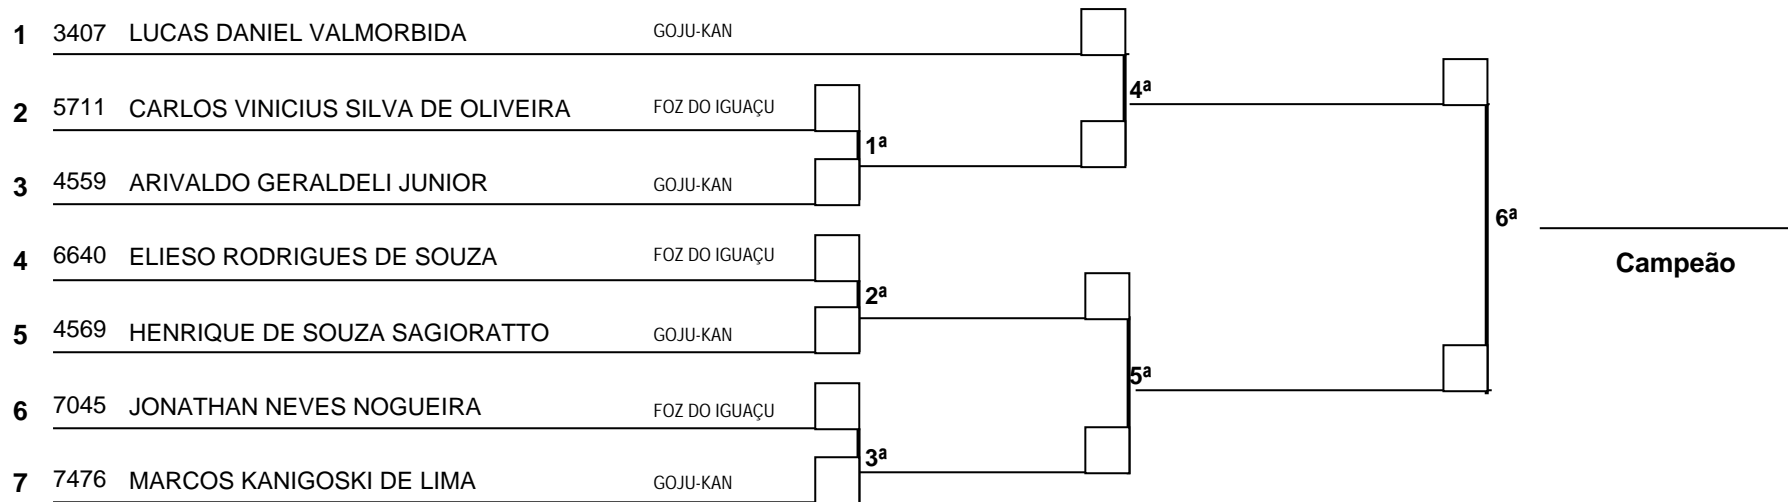 1 3407 LUCAS DANIEL VALMORBIDA GOJU-KAN
2 5711 CARLOS VINICIUS SILVA DE OLIVEIRA FOZ DO IGUAÇU
4ª
1ª
3 4559 ARIVALDO GERALDELI JUNIOR GOJU-KAN
6ª
4 6640 ELIESO RODRIGUES DE SOUZA FOZ DO IGUAÇU
Campeão
2ª
5 4569 HENRIQUE DE SOUZA SAGIORATTO GOJU-KAN
5ª
6 7045 JONATHAN NEVES NOGUEIRA FOZ DO IGUAÇU
3ª
7 7476 MARCOS KANIGOSKI DE LIMA GOJU-KAN